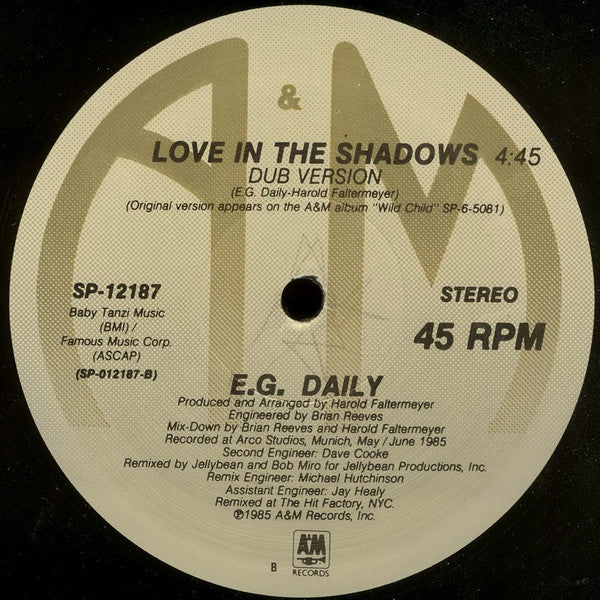 A & M
LOVE IN THE SHADOWS 4:45
DUB VERSION
(E.G. Daily-Harold Faltermeyer)
(Original version appears on the A&M album "Wild Child" SP-6-5081)
SP-12187
Baby Tanzi Music
(BMI) /
Famous Music Corp.
(ASCAP)
(SP-012187-B)
STEREO
45 RPM
E.G. DAILY
Produced and Arranged by Harold Faltermeyer
Engineered by Brian Reeves
Mix-Down by Brian Reeves and Harold Faltermeyer
Recorded at Arco Studios, Munich, May / June 1985
Second Engineer: Dave Cooke
Remixed by Jellybean and Bob Miro for Jellybean Productions, Inc.
Remix Engineer: Michael Hutchinson
Assistant Engineer: Jay Healy
Remixed at The Hit Factory, NYC.
℗1985 A&M Records, Inc.
B
A&M
RECORDS